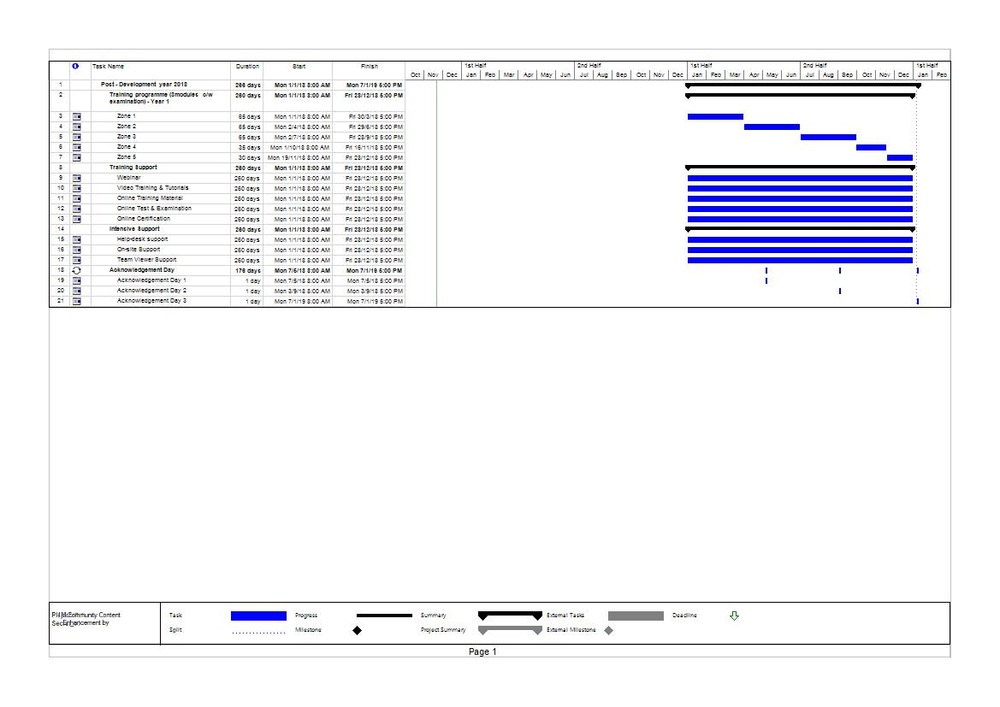 Task Name Duration Start Finish 1st Half 2nd Half 1st Half 2nd Half 1st Half
Oct Nov Dec Jan Feb Mar Apr May Jun Jul Aug Sep Oct Nov Dec Jan Feb Mar Apr May Jun Jul Aug Sep Oct Nov Dec Jan Feb
1 Post - Development year 2018 266 days Mon 1/1/18 8:00 AM Mon 7/1/19 5:00 PM
2 Training programme (3modules o/w 260 days Mon 1/1/18 8:00 AM Fri 28/12/18 5:00 PM
examination) - Year 1
3 Zone 1 65 days Mon 1/1/18 8:00 AM Fri 30/3/18 5:00 PM
4 Zone 2 65 days Mon 2/4/18 8:00 AM Fri 29/6/18 5:00 PM
5 Zone 3 65 days Mon 2/7/18 8:00 AM Fri 28/9/18 5:00 PM
6 Zone 4 35 days Mon 1/10/18 8:00 AM Fri 16/11/18 5:00 PM
7 Zone 5 30 days Mon 19/11/18 8:00 AM Fri 28/12/18 5:00 PM
8 Training Support 260 days Mon 1/1/18 8:00 AM Fri 28/12/18 5:00 PM
9 Webinar 260 days Mon 1/1/18 8:00 AM Fri 28/12/18 5:00 PM
10 Video Training & Tutorials 260 days Mon 1/1/18 8:00 AM Fri 28/12/18 5:00 PM
11 Online Training Material 260 days Mon 1/1/18 8:00 AM Fri 28/12/18 5:00 PM
12 Online Test & Examination 260 days Mon 1/1/18 8:00 AM Fri 28/12/18 5:00 PM
13 Online Certification 260 days Mon 1/1/18 8:00 AM Fri 28/12/18 5:00 PM
14 Intensive Support 260 days Mon 1/1/18 8:00 AM Fri 28/12/18 5:00 PM
15 Help-desk support 260 days Mon 1/1/18 8:00 AM Fri 28/12/18 5:00 PM
16 On-site Support 260 days Mon 1/1/18 8:00 AM Fri 28/12/18 5:00 PM
17 Team Viewer Support 260 days Mon 1/1/18 8:00 AM Fri 28/12/18 5:00 PM
18 Acknowledgement Day 176 days Mon 7/5/18 8:00 AM Mon 7/1/19 5:00 PM
19 Acknowledgement Day 1 1 day Mon 7/5/18 8:00 AM Mon 7/5/18 5:00 PM
20 Acknowledgement Day 2 1 day Mon 3/9/18 8:00 AM Mon 3/9/18 5:00 PM
21 Acknowledgement Day 3 1 day Mon 7/1/19 8:00 AM Mon 7/1/19 5:00 PM
Community Content
Enhancement by
Task Progress Summary External Tasks Deadline
Split Milestone Project Summary External Milestone
Page 1